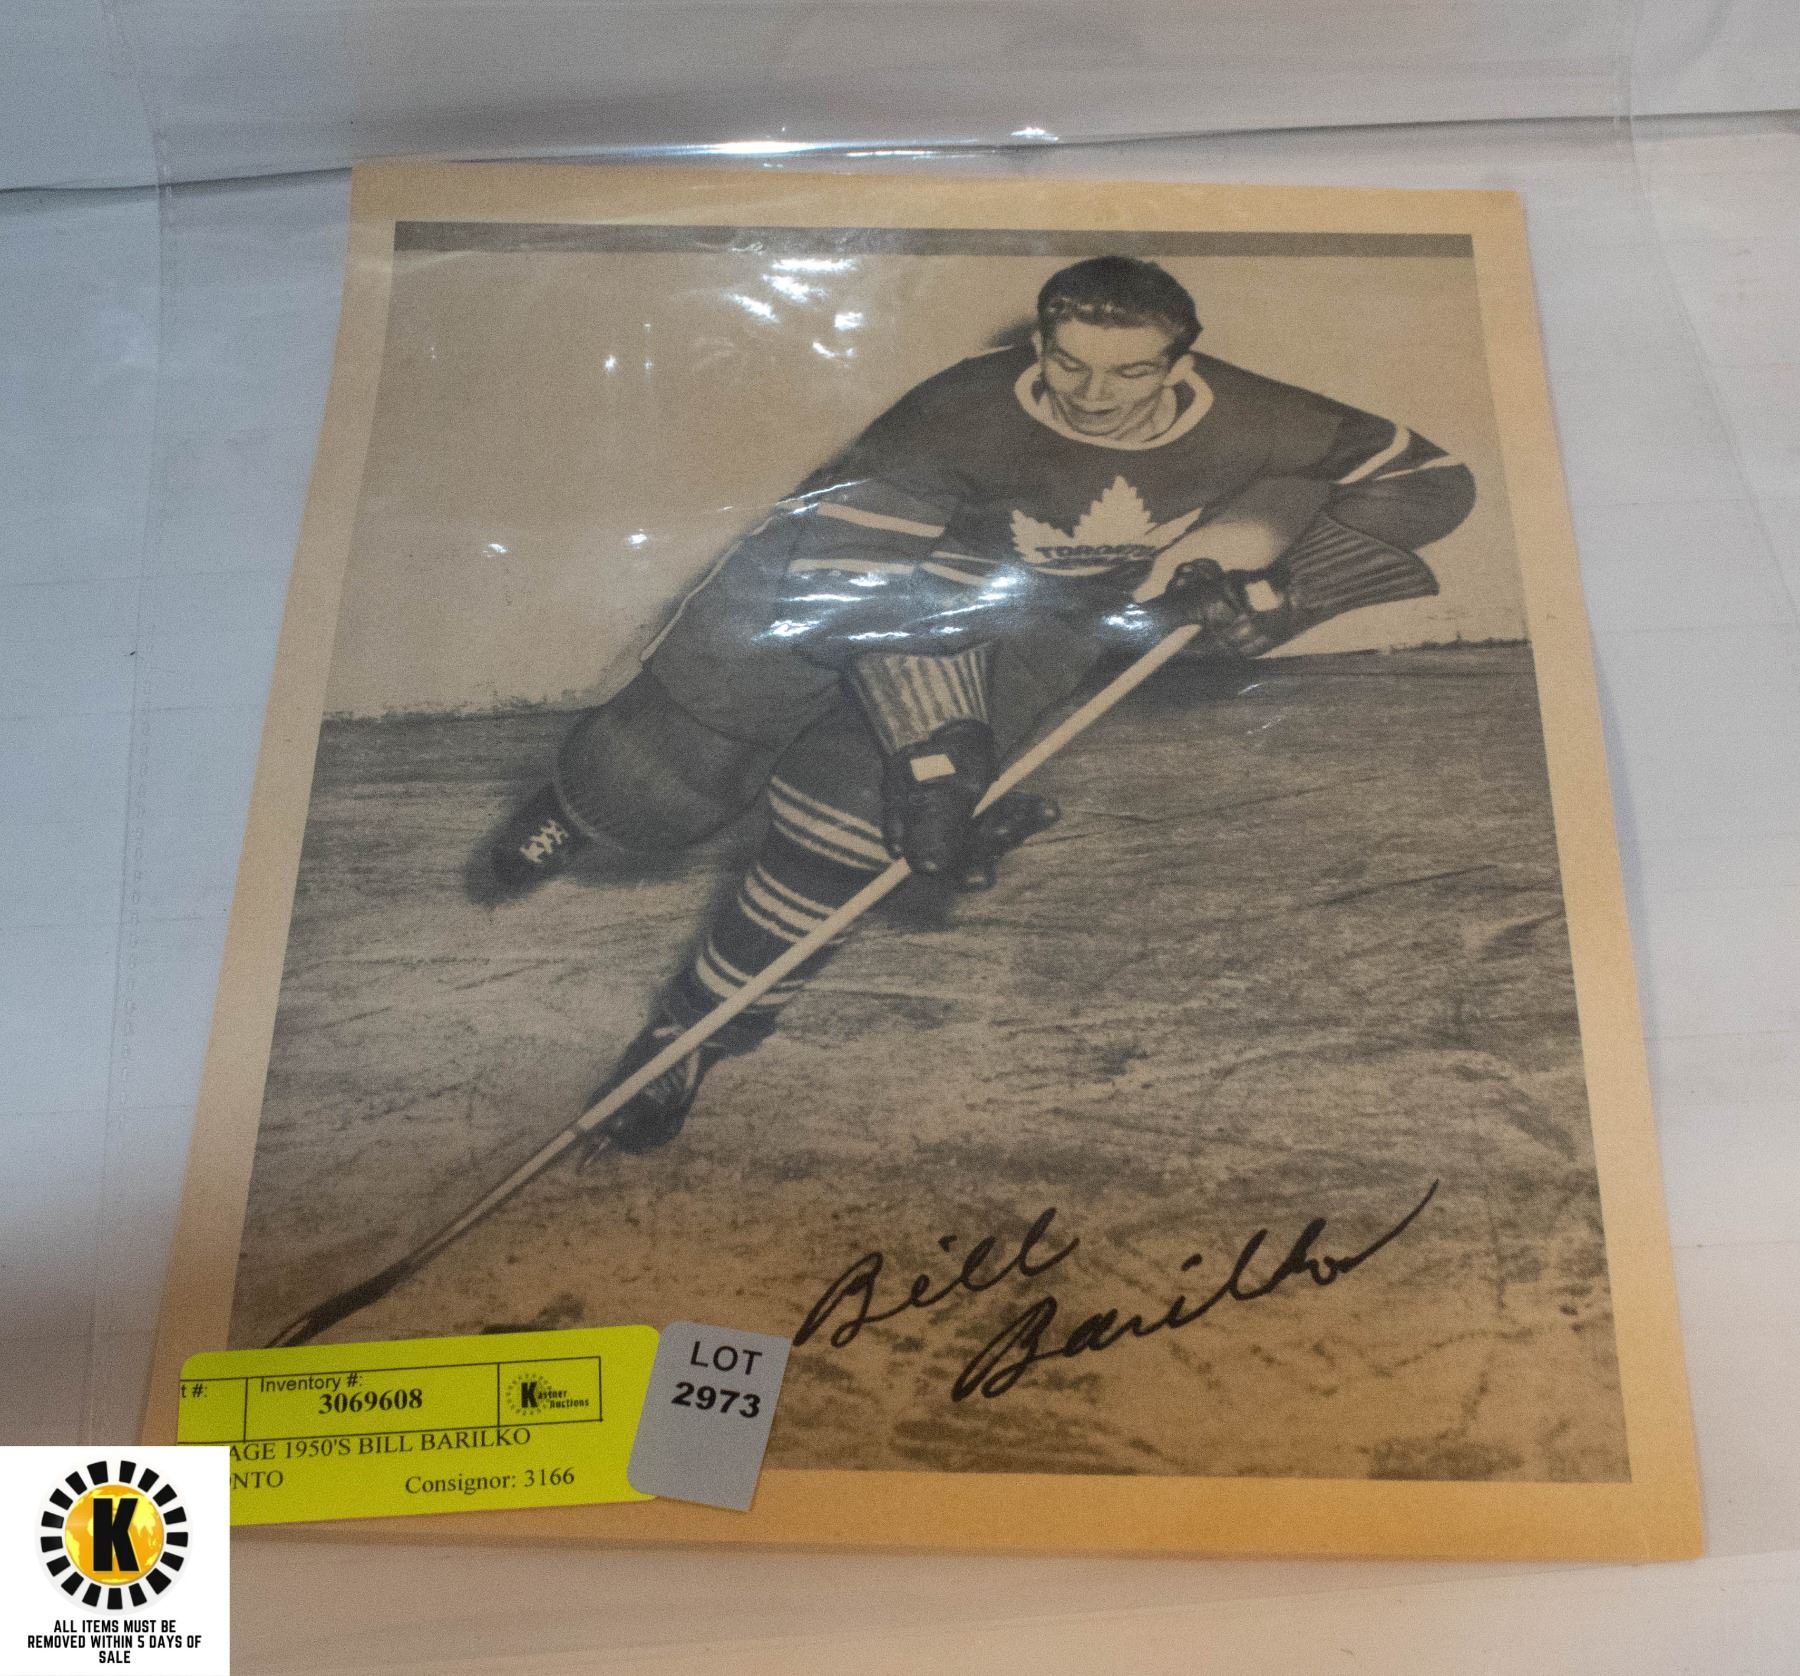 TORONTO
Bill
Barilko
LOT
2973
t #:
Inventory #:
3069608
Kastner
Auctions
AGE 1950'S BILL BARILKO
ONTO
Consignor: 3166
K
ALL ITEMS MUST BE
REMOVED WITHIN 5 DAYS OF
SALE